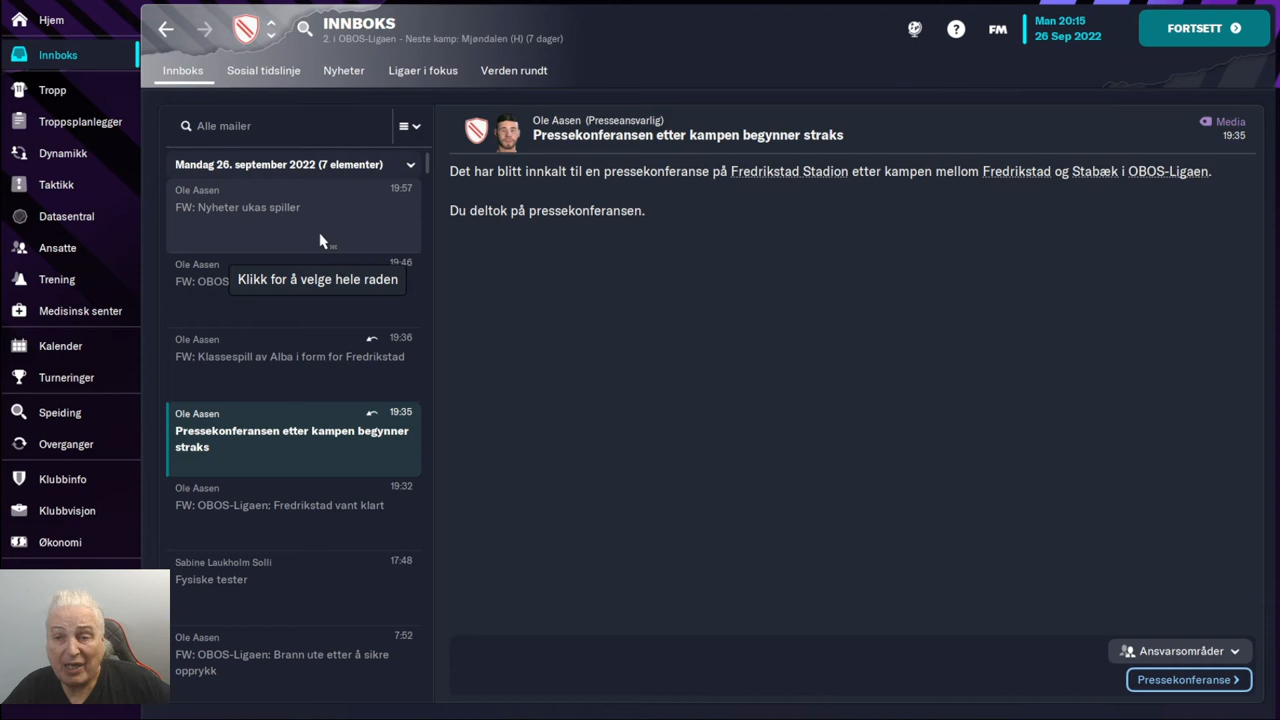 Hjem
Innboks
Tropp
Troppsplanlegger
Dynamikk
Taktikk
Datasentral
Ansatte
Trening
Medisinsk senter
Kalender
Turneringer
Speiding
Overganger
Klubbinfo
Klubbvisjon
Økonomi
INNBOKS
2. i OBOS-Ligaen - Neste kamp: Mjøndalen (H) (7 dager)
FM
Man 20:15
26 Sep 2022
FORTSETT
Innboks
Sosial tidslinje
Nyheter
Ligaer i fokus
Verden rundt
Alle mailer
Mandag 26. september 2022 (7 elementer)
Ole Aasen 19:57
FW: Nyheter ukas spiller
Ole Aasen 19:46
FW: OBOS
Klikk for å velge hele raden
Ole Aasen 19:36
FW: Klassespill av Alba i form for Fredrikstad
Ole Aasen 19:35
Pressekonferansen etter kampen begynner
straks
Ole Aasen 19:32
FW: OBOS-Ligaen: Fredrikstad vant klart
Sabine Laukholm Solli 17:48
Fysiske tester
Ole Aasen 7:52
FW: OBOS-Ligaen: Brann ute etter å sikre
opprykk
Ole Aasen (Presseansvarlig)
Pressekonferansen etter kampen begynner straks
Media
19:35
Det har blitt innkalt til en pressekonferanse på Fredrikstad Stadion etter kampen mellom Fredrikstad og Stabæk i OBOS-Ligaen.
Du deltok på pressekonferansen.
Ansvarsområder
Pressekonferanse